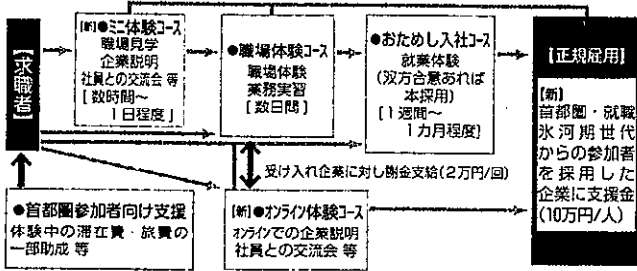 【求職者】
[新]●ミニ体験コース
職場見学
企業説明
社員との交流会 等
[数時間〜
1日程度]
●職場体験コース
職場体験
業務実習
[数日間]
●おためし入社コース
就業体験
(双方合意あれば
本採用)
[1週間〜
1カ月程度]
【正規雇用】
[新]
首都圏・就職
氷河期世代
からの参加者
を採用した
企業に支援金
(10万円/人)
受け入れ企業に対し謝金支給(2万円/回)
●首都圏参加者向け支援
体験中の滞在費・旅費の
一部助成 等
[新]●オンライン体験コース
オンラインでの企業説明
社員との交流会 等